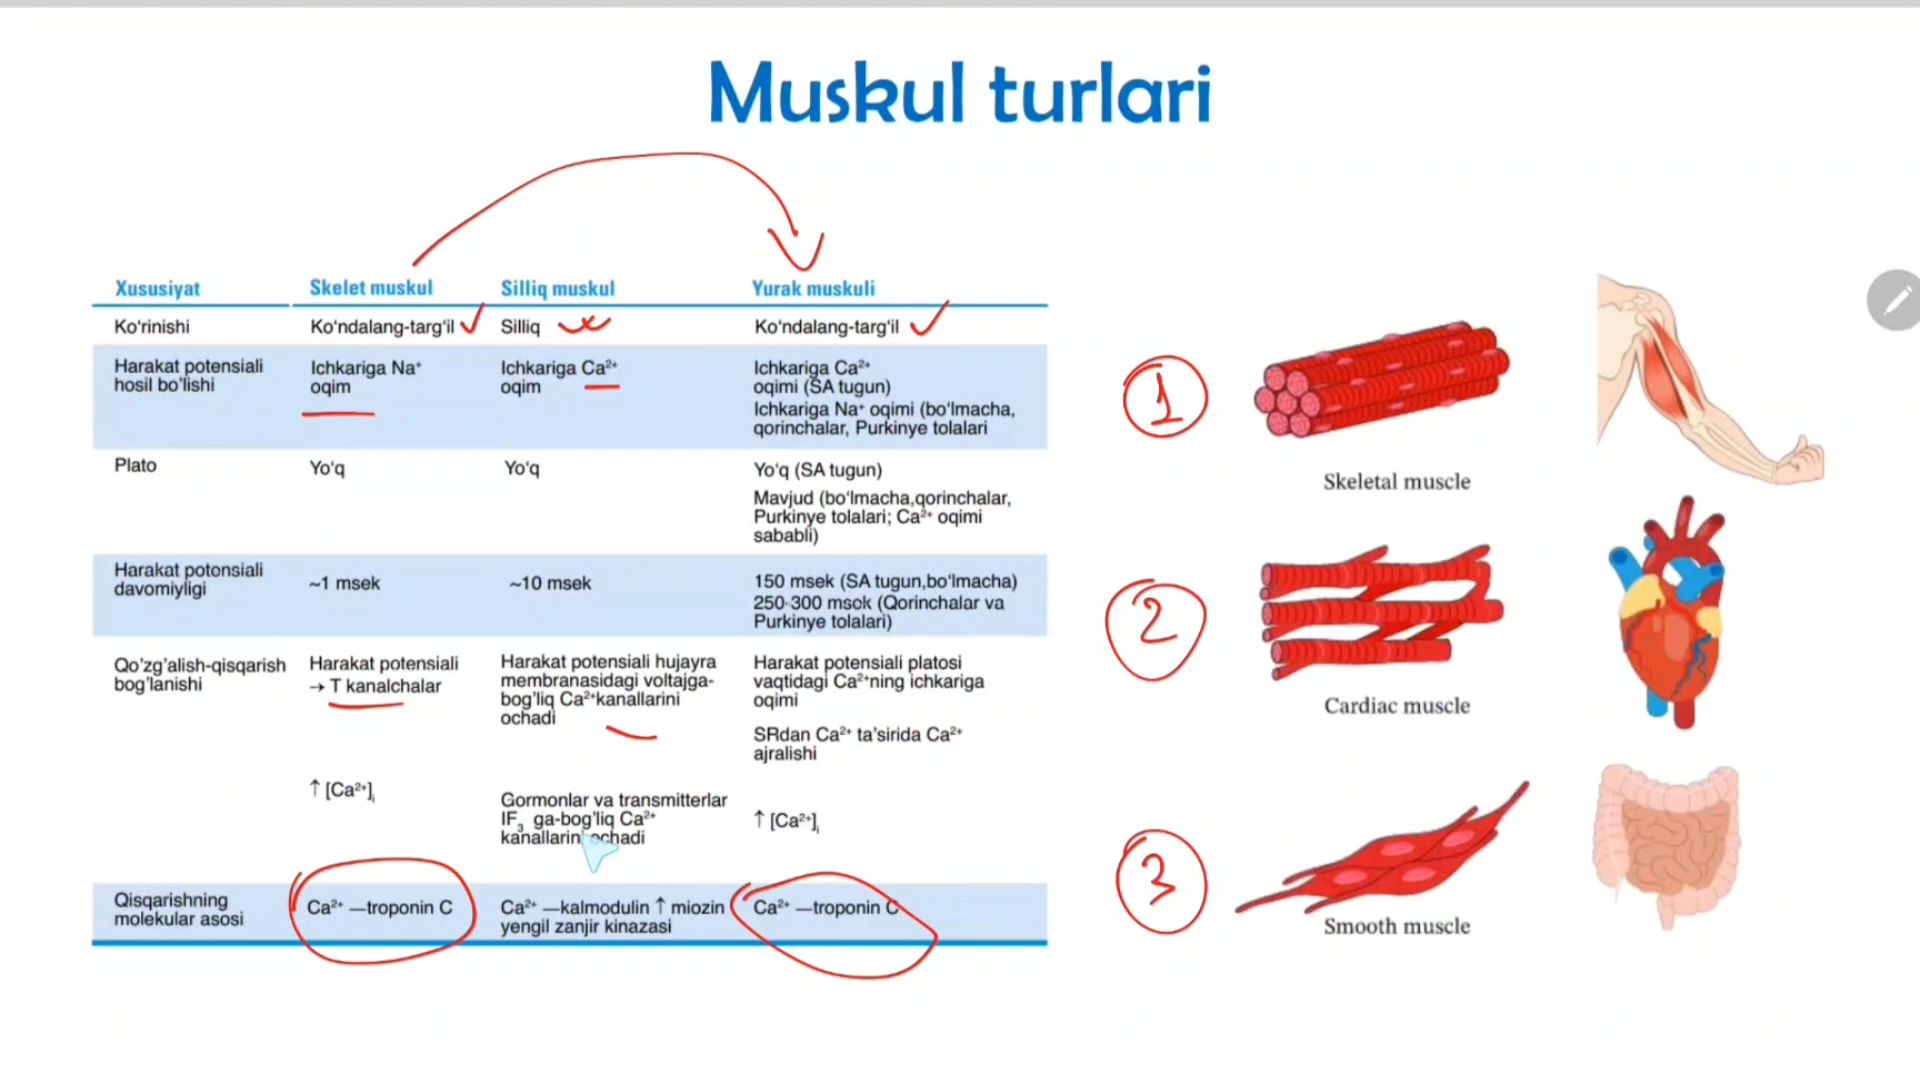 Muskul turlari
Xususiyat Skelet muskul Silliq muskul Yurak muskuli
Ko'rinishi Ko'ndalang-targ'il Silliq Ko'ndalang-targ'il
Harakat potensiali hosil bo'lishi
Ichkariga Na⁺
oqim
Ichkariga Ca²⁺
oqim
Ichkariga Ca²⁺
oqimi (SA tugun)
Ichkariga Na⁺ oqimi (bo'lmacha,
qorinchalar, Purkinye tolalari
Plato Yo'q Yo'q
Yo'q (SA tugun)
Mavjud (bo'lmacha,qorinchalar,
Purkinye tolalari; Ca²⁺ oqimi
sababli)
Harakat potonsiali
davomiyligi
~1 msek
~10 msek
150 msek (SA tugun,bo'lmacha)
250-300 msok (Qorinchalar va
Purkinye tolalari)
Qo'zg'alish-qisqarish
bog'lanishi
Harakat potensiali
→ T kanalchalar
↑ [Ca²⁺]ᵢ
Harakat potensiali hujayra
membranasidagi voltajga-
bog'liq Ca²⁺kanallarini
ochadi
Gormonlar va transmitterlar
IF₃ ga-bog'liq Ca²⁺
kanallarini ochadi
Harakat potensiali platosi
vaqtidagi Ca²⁺ning ichkariga
oqimi
SRdan Ca²⁺ ta'sirida Ca²⁺
ajralishi
↑ [Ca²⁺]ᵢ
Qisqarishning
molekular asosi
Ca²⁺ —troponin C
Ca²⁺ —kalmodulin ↑ miozin
yengil zanjir kinazasi
Ca²⁺ —troponin C
1
Skeletal muscle
2
Cardiac muscle
3
Smooth muscle